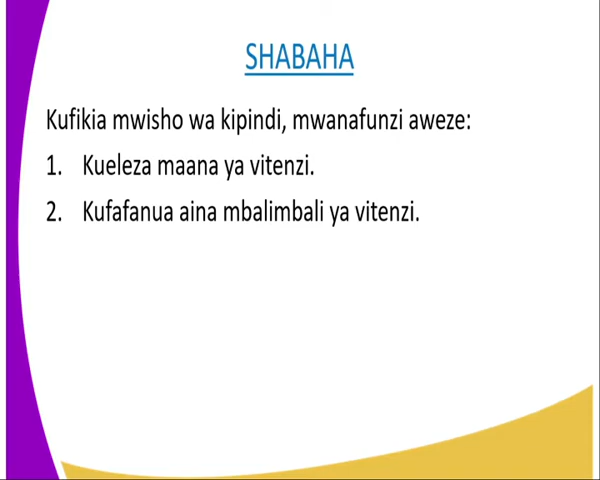 SHABAHA
Kufikia mwisho wa kipindi, mwanafunzi aweze:
1. Kueleza maana ya vitenzi.
2. Kufafanua aina mbalimbali ya vitenzi.